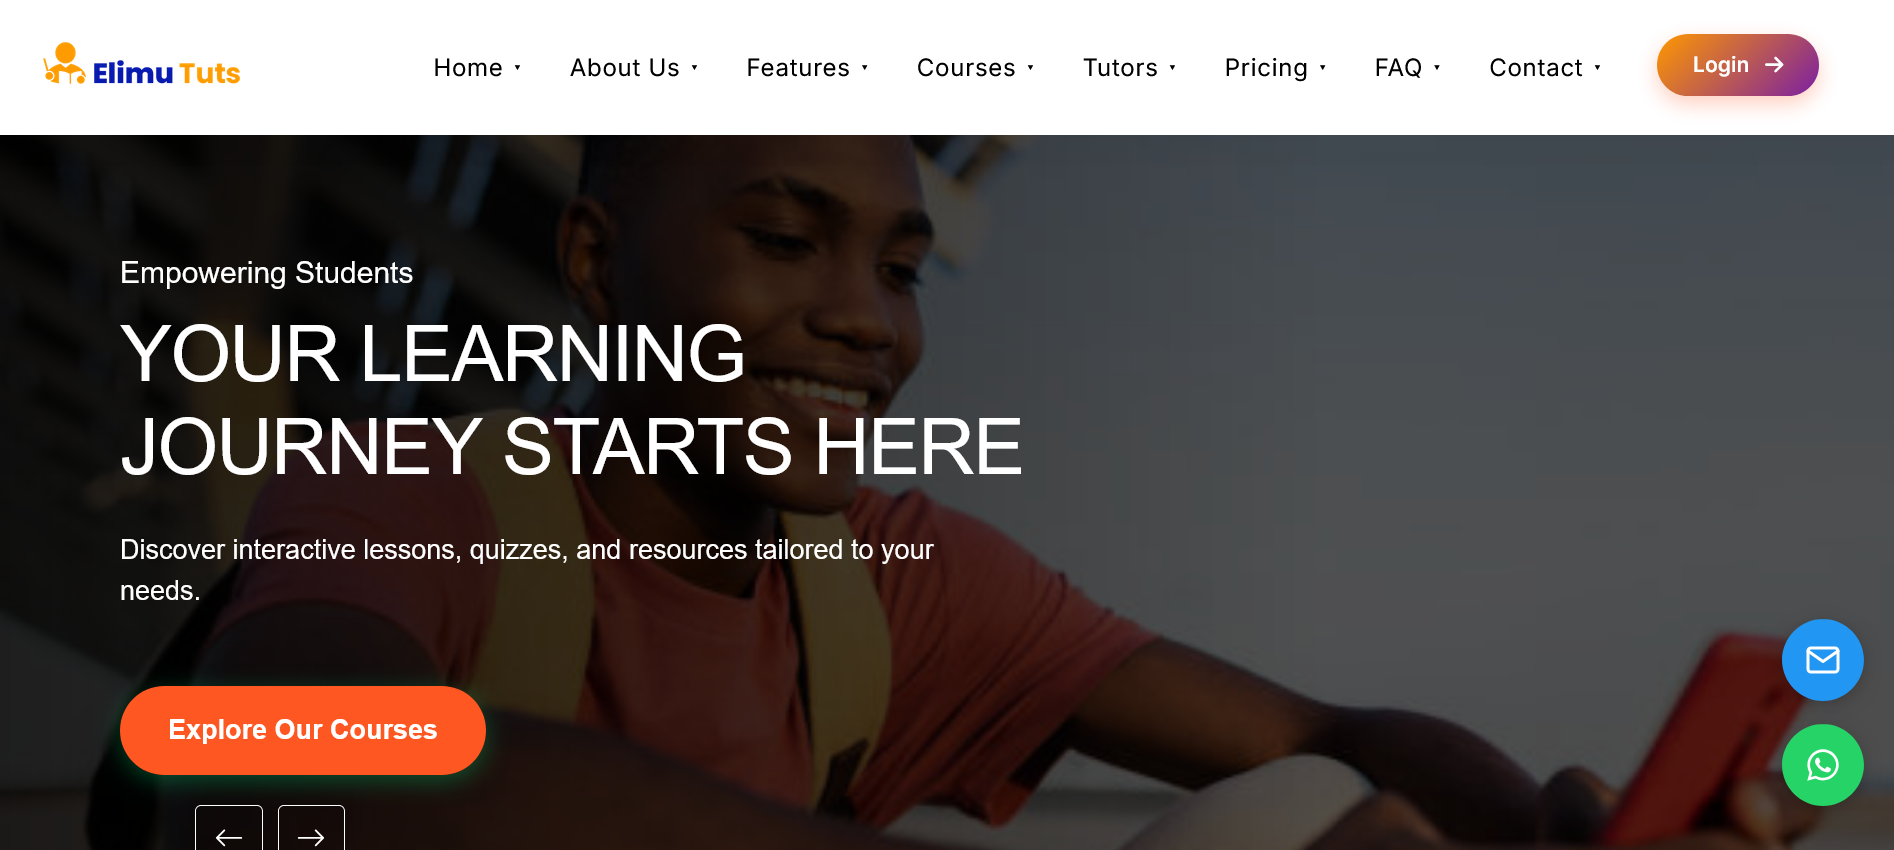 Elimu Tuts
Home
About Us
Features
Courses
Tutors
Pricing
FAQ
Contact
Login
Empowering Students
YOUR LEARNING
JOURNEY STARTS HERE
Discover interactive lessons, quizzes, and resources tailored to your
needs.
Explore Our Courses